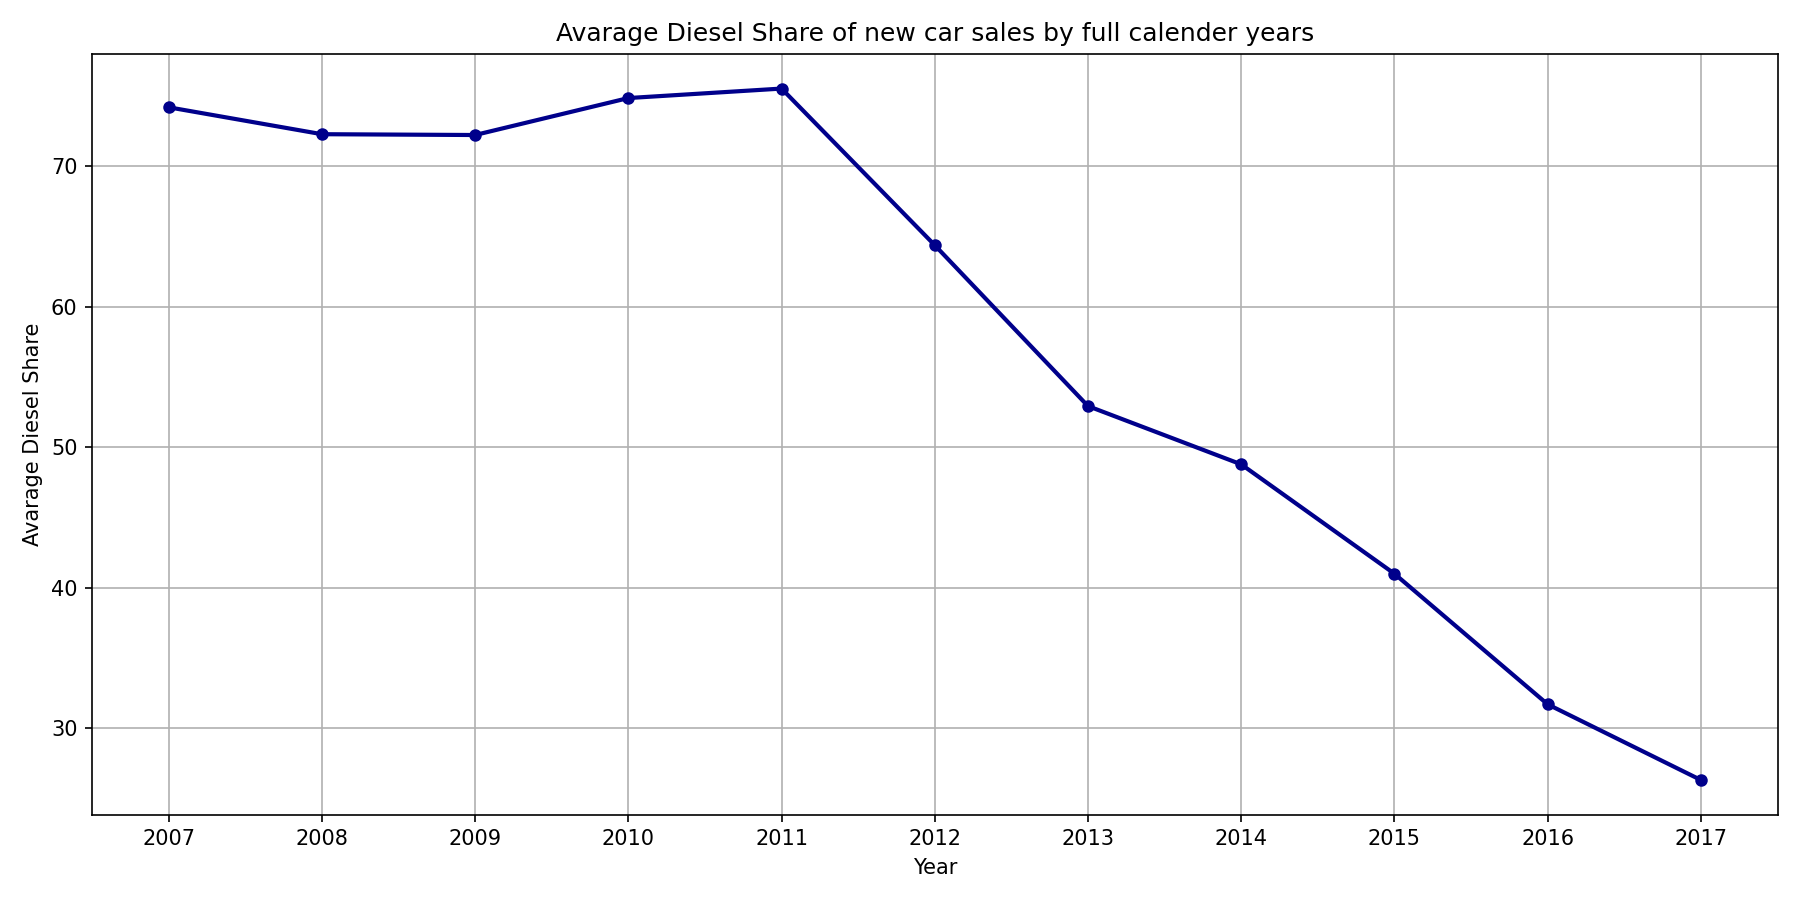 Avarage Diesel Share of new car sales by full calender years
Avarage Diesel Share
70
60
50
40
30
2007 2008 2009 2010 2011 2012 2013 2014 2015 2016 2017
Year